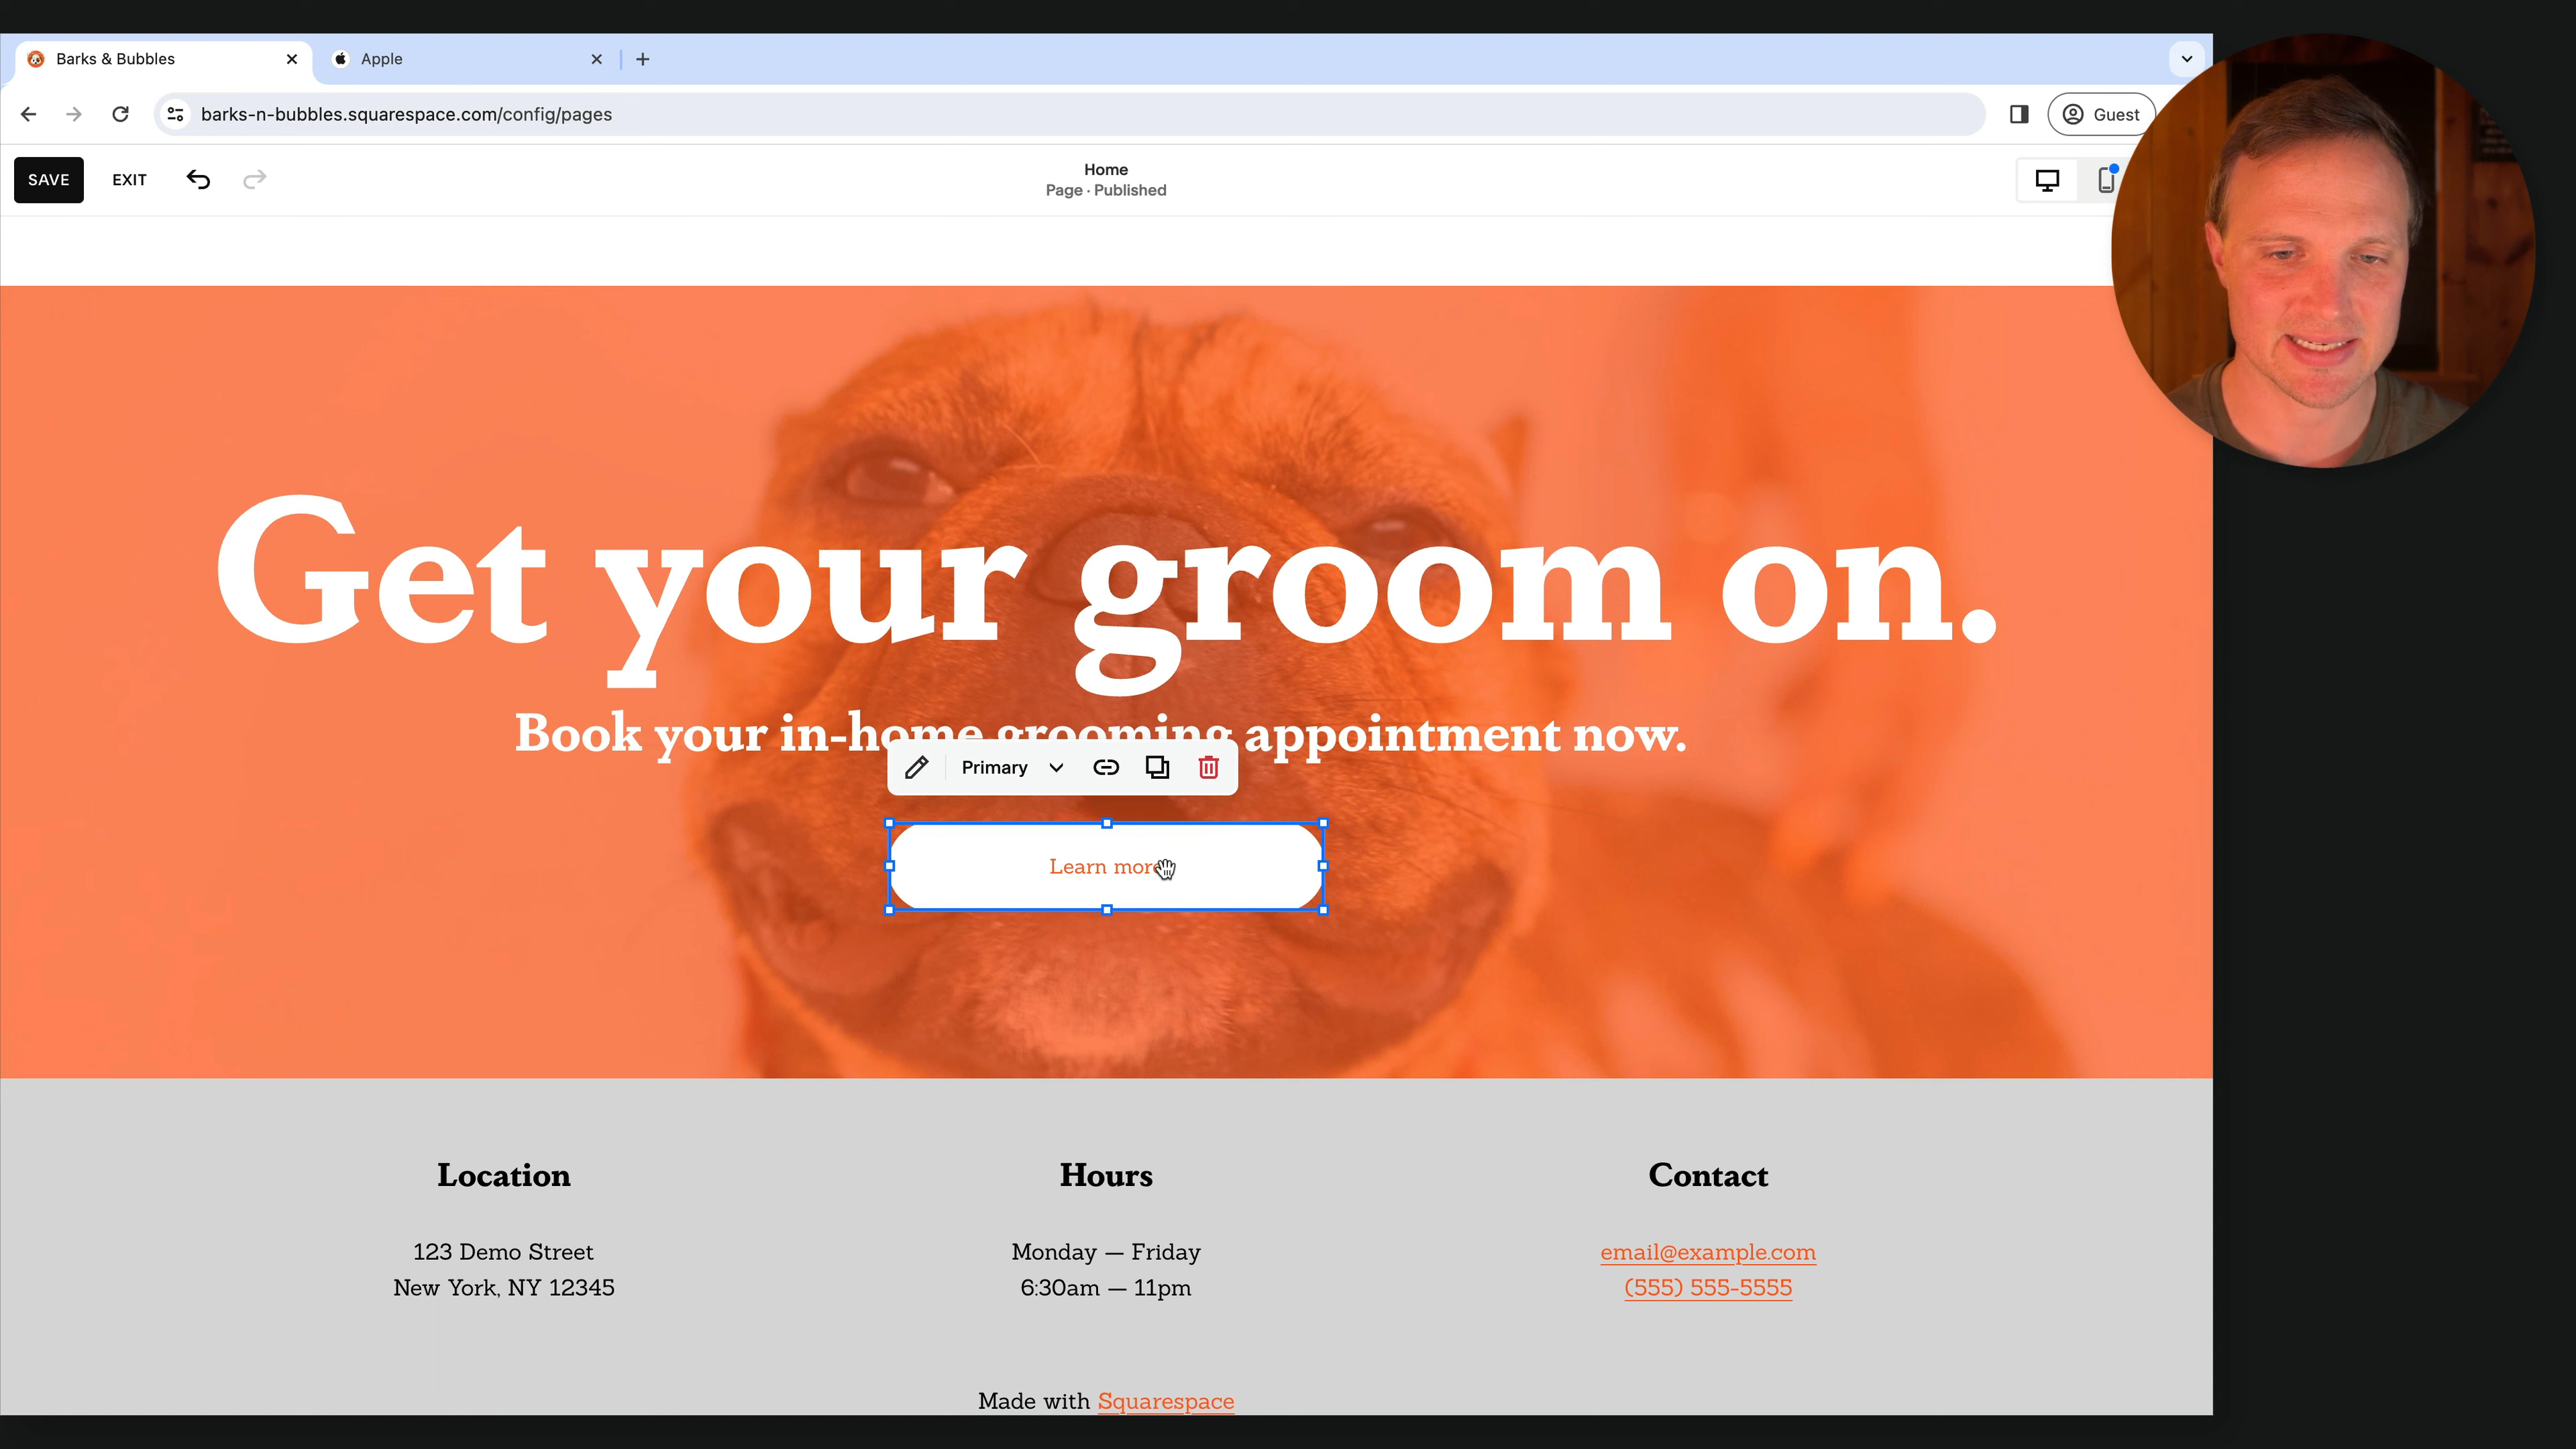 Barks & Bubbles
Apple
barks-n-bubbles.squarespace.com/config/pages
Guest
SAVE
EXIT
Home
Page · Published
Get your groom on.
Book your in-home grooming appointment now.
Primary
Learn more
Location
Hours
Contact
123 Demo Street
Monday — Friday
email@example.com
New York, NY 12345
6:30am — 11pm
(555) 555-5555
Made with Squarespace